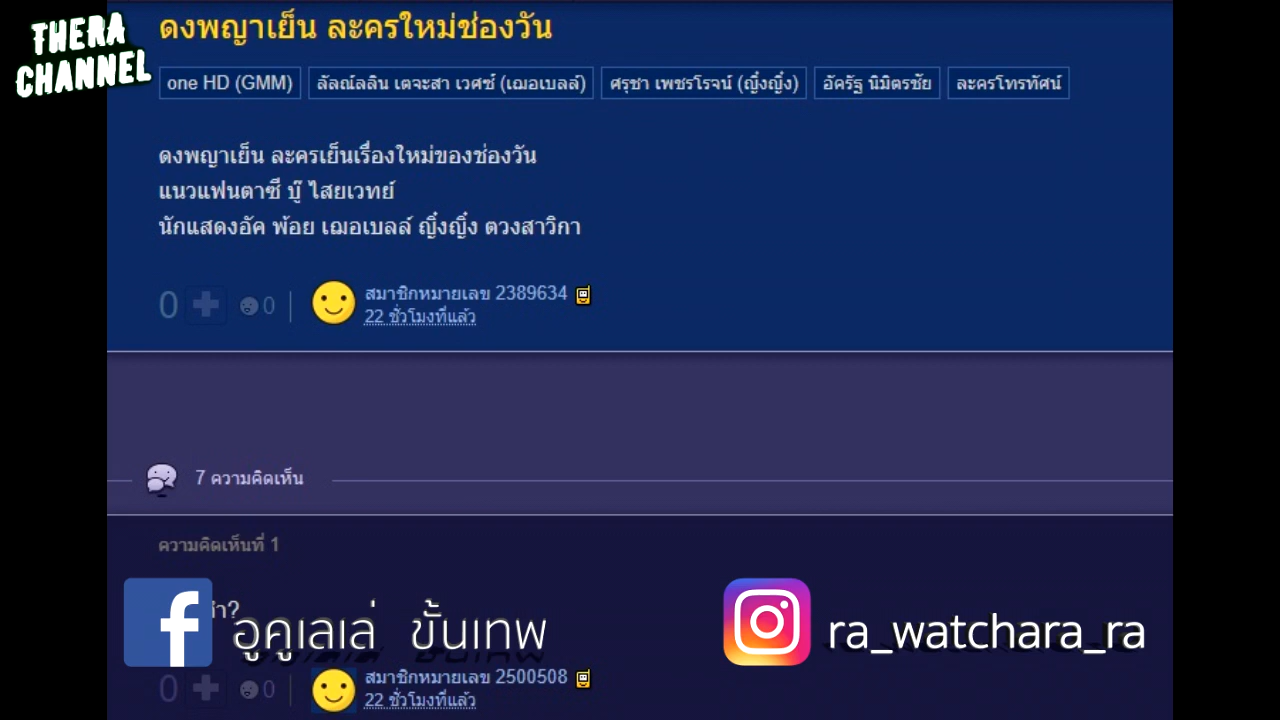 THERA
CHANNEL
ดงพญาเย็น ละครใหม่ช่องวัน
one HD (GMM)
ลัลณ์ลลิน เตจะสา เวศซ์ (เฌอเบลล์)
ศรุชา เพชรโรจน์ (ญิ๋งญิ๋ง)
อัครัฐ นิมิตรชัย
ละครโทรทัศน์
ดงพญาเย็น ละครเย็นเรื่องใหม่ของช่องวัน
แนวแฟนตาซี บู๊ ไสยเวทย์
นักแสดงอัค พ้อย เฌอเบลล์ ญิ๋งญิ๋ง ตวงสาวิกา
0 0
สมาชิกหมายเลข 2389634
22 ชั่วโมงที่แล้ว
7 ความคิดเห็น
ความคิดเห็นที่ 1
อูคูเลเล่ ขั้นเทพ
ra_watchara_ra
0 0
สมาชิกหมายเลข 2500508
22 ชั่วโมงที่แล้ว